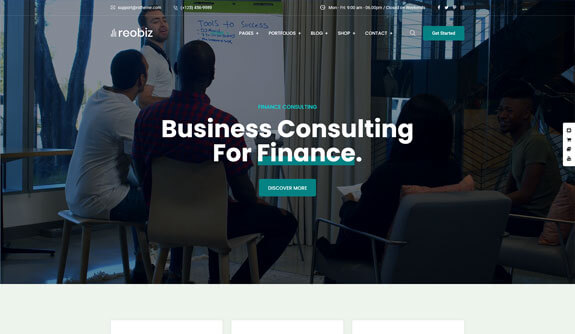 support@rstheme.com
(+123) 456-9989
Mon - Fri: 9:00 am - 06.00pm / Closed on Weekends
reobiz
PAGES +
PORTFOLIOS +
BLOG +
SHOP +
CONTACT +
Get Started
Tools to Success
FINANCE CONSULTING
Business Consulting
For Finance.
DISCOVER MORE